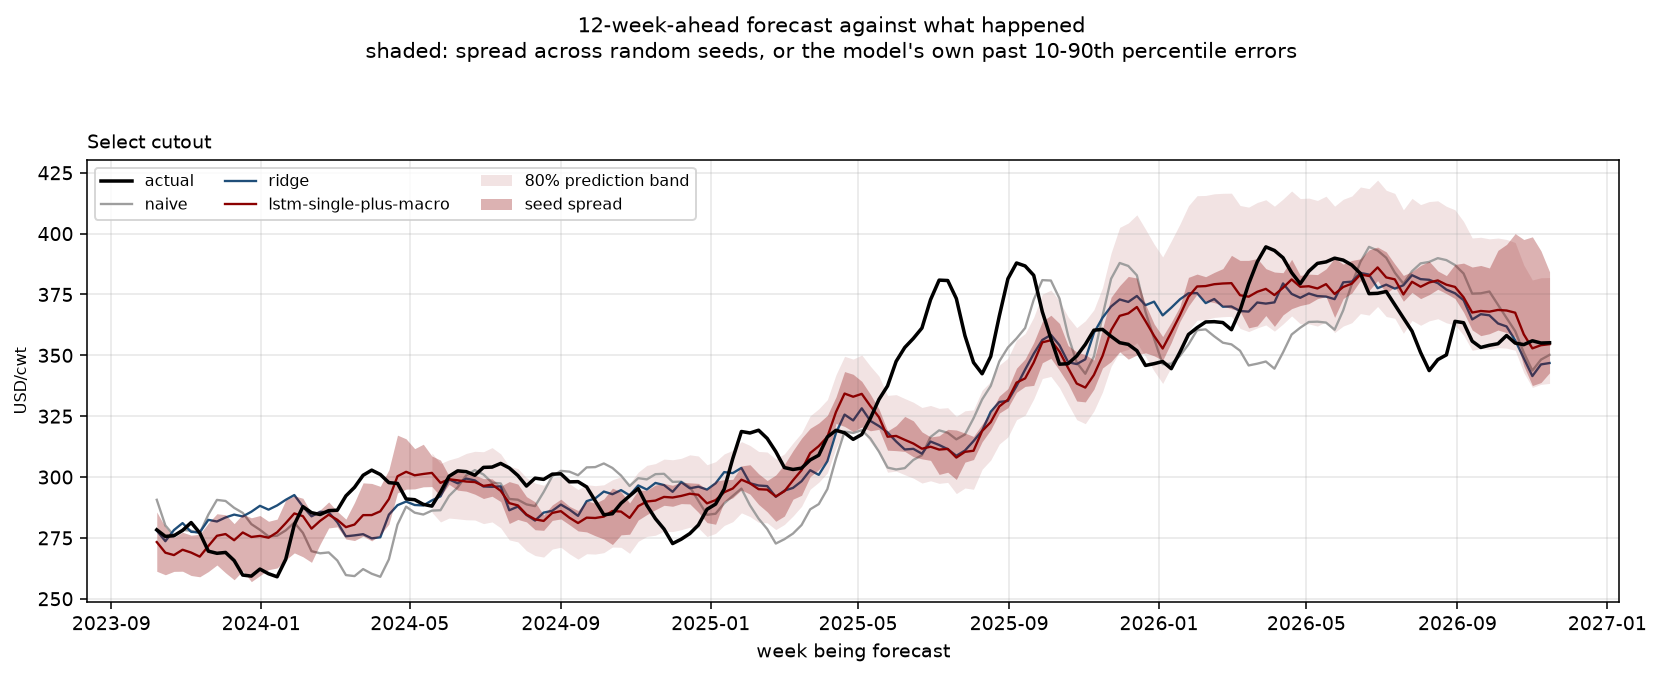 12-week-ahead forecast against what happened
shaded: spread across random seeds, or the model's own past 10-90th percentile errors
Select cutout
actual
naive
ridge
lstm-single-plus-macro
80% prediction band
seed spread
425
400
375
350
325
300
275
250
USD/cwt
2023-09
2024-01
2024-05
2024-09
2025-01
2025-05
2025-09
2026-01
2026-05
2026-09
2027-01
week being forecast